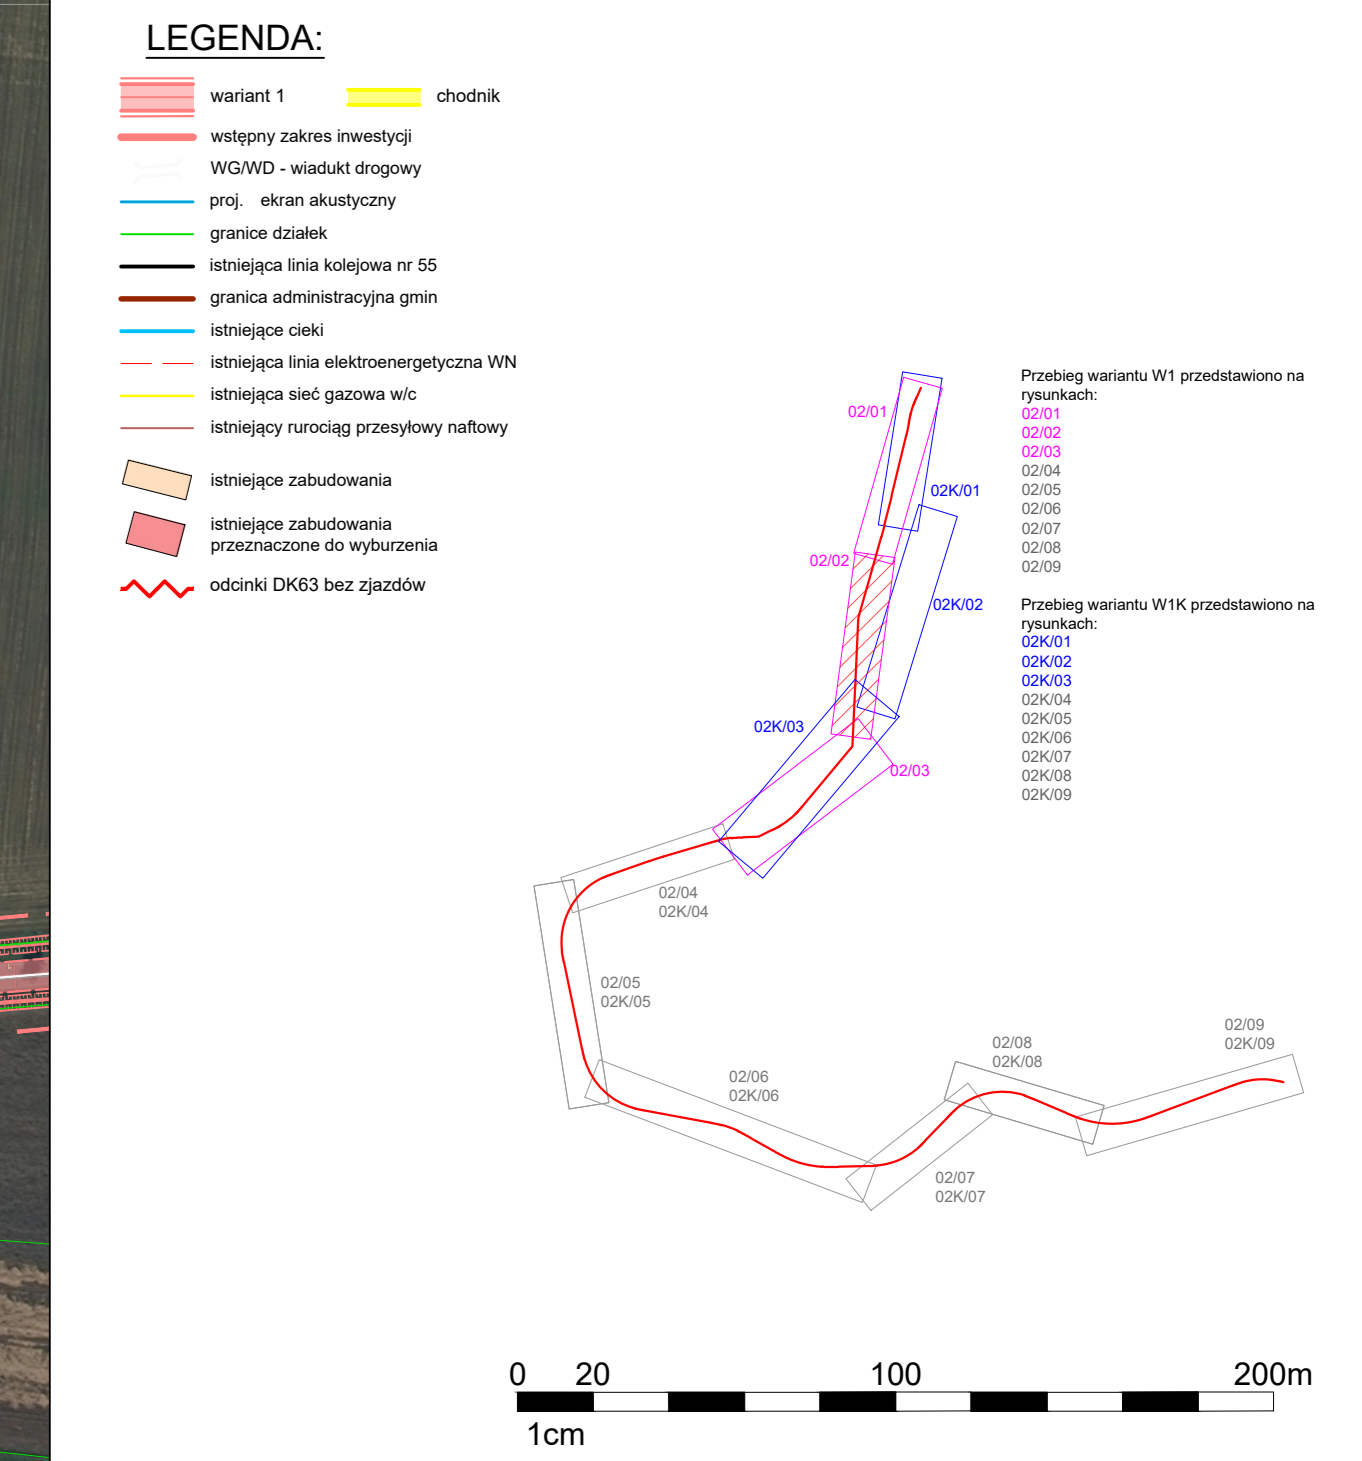 LEGENDA:
wariant 1
chodnik
wstępny zakres inwestycji
WG/WD - wiadukt drogowy
proj. ekran akustyczny
granice działek
istniejąca linia kolejowa nr 55
granica administracyjna gmin
istniejące cieki
istniejąca linia elektroenergetyczna WN
istniejąca sieć gazowa w/c
istniejący rurociąg przesyłowy naftowy
istniejące zabudowania
istniejące zabudowania
przeznaczone do wyburzenia
odcinki DK63 bez zjazdów
02/01
02K/01
02/02
02K/02
02K/03
02/03
02/04
02K/04
02/05
02K/05
02/06
02K/06
02/07
02K/07
02/08
02K/08
02/09
02K/09
Przebieg wariantu W1 przedstawiono na
rysunkach:
02/01
02/02
02/03
02/04
02/05
02/06
02/07
02/08
02/09
Przebieg wariantu W1K przedstawiono na
rysunkach:
02K/01
02K/02
02K/03
02K/04
02K/05
02K/06
02K/07
02K/08
02K/09
0 20 100 200m
1cm